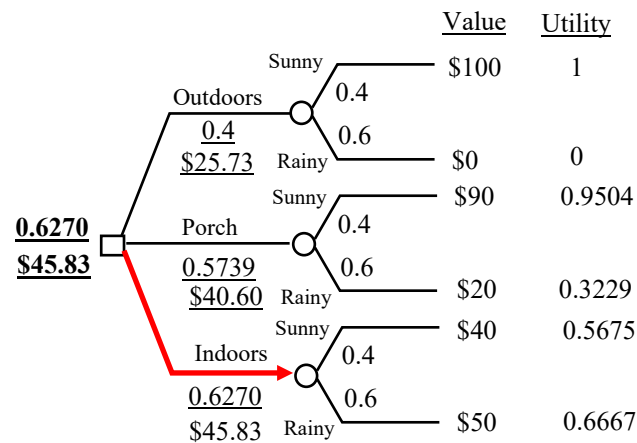 Value Utility
Sunny $100 1
Outdoors 0.4
0.4 0.6
$25.73 Rainy $0 0
Sunny $90 0.9504
0.6270 Porch 0.4
$45.83 0.5739 0.6
$40.60 Rainy $20 0.3229
Sunny $40 0.5675
Indoors 0.4
0.6270 0.6
$45.83 Rainy $50 0.6667